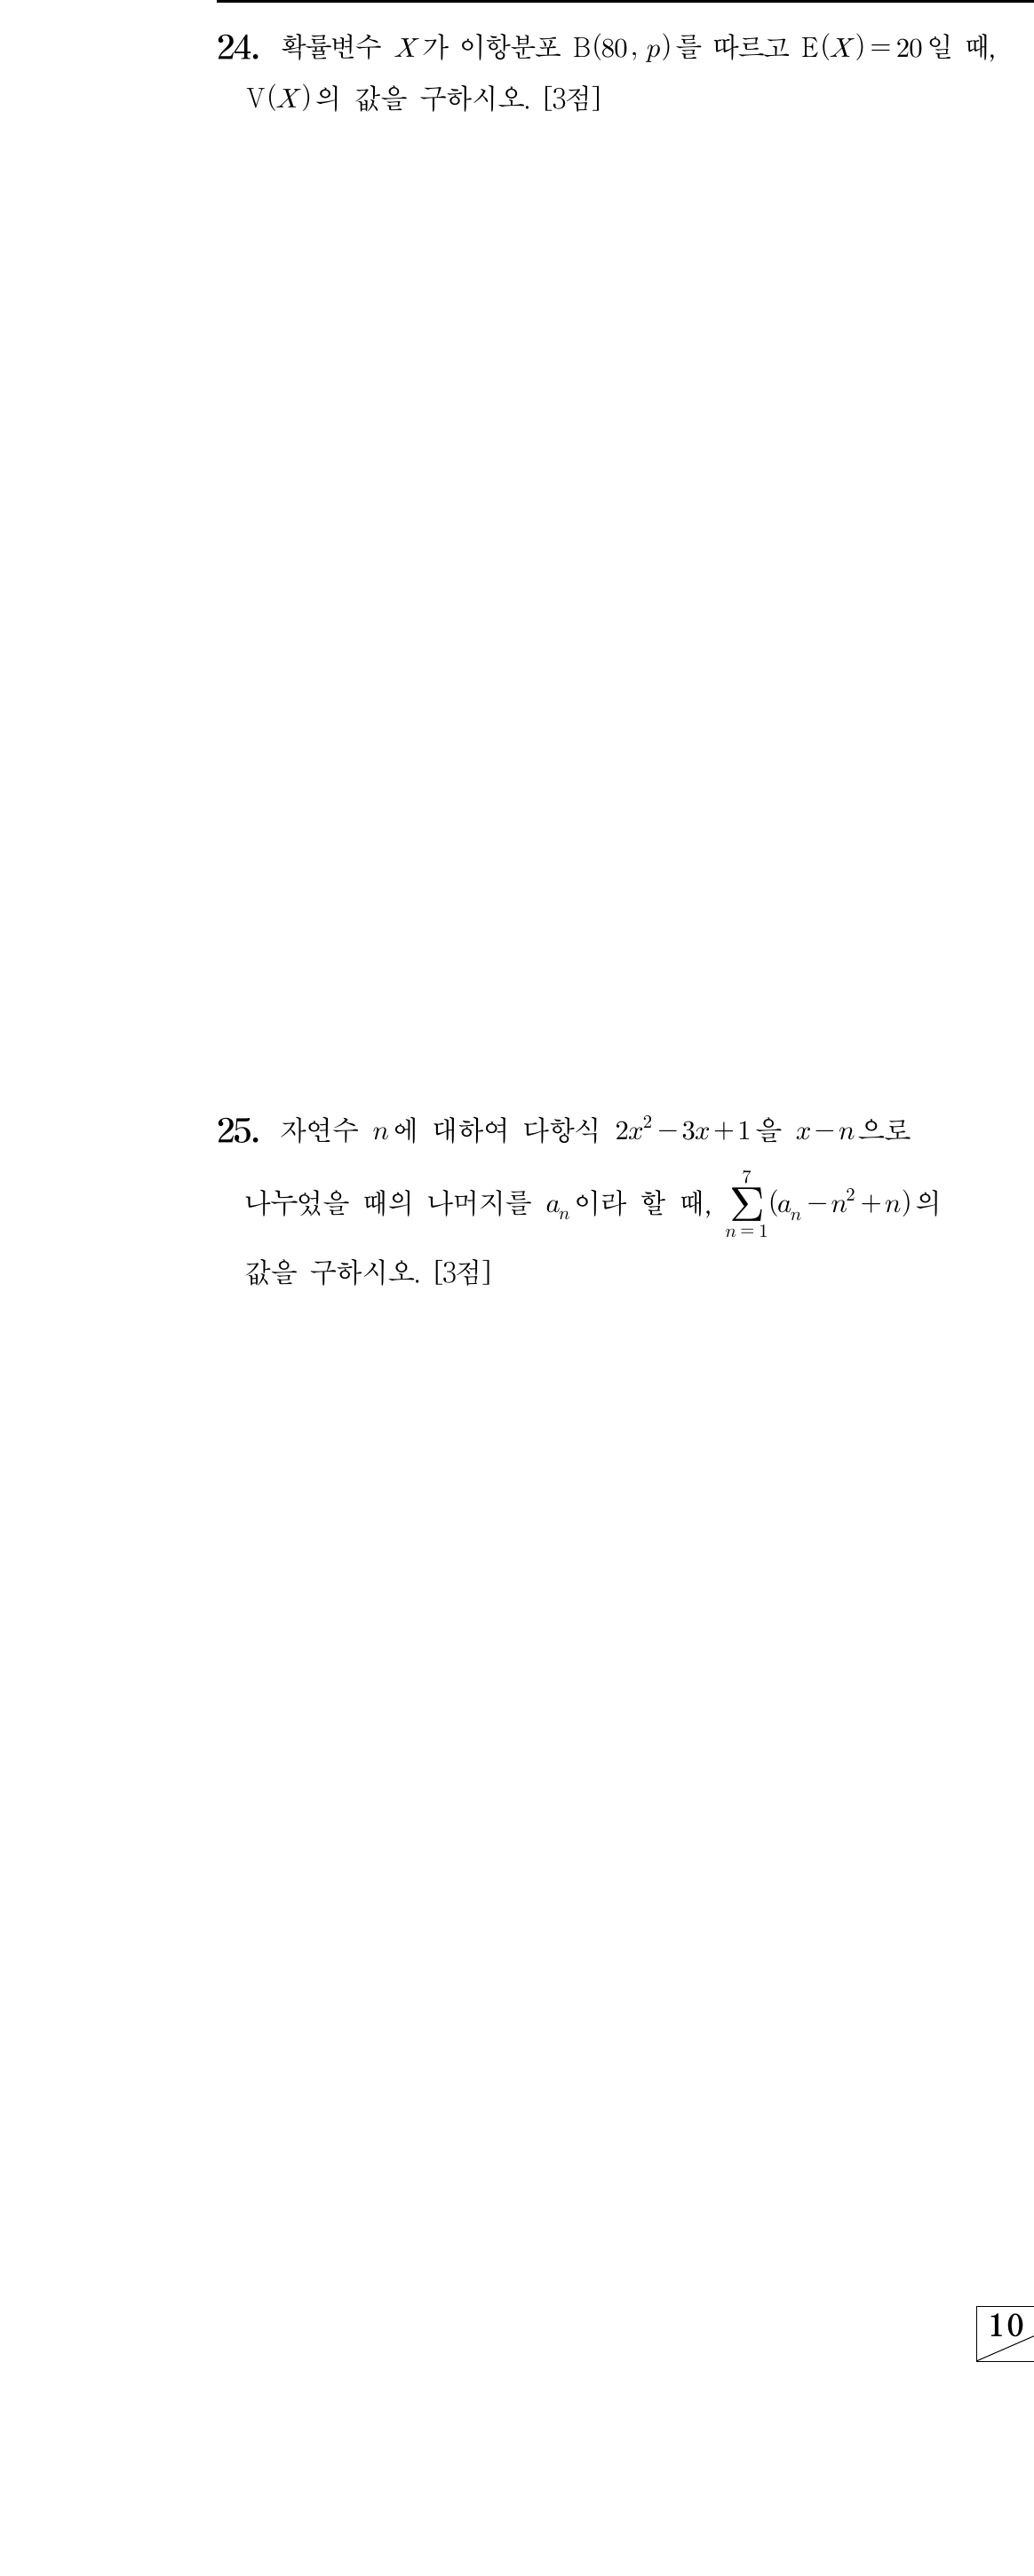 24. 확률변수 X가 이항분포 B(80, p)를 따르고 E(X)=20일 때,
V(X)의 값을 구하시오. [3점]
25. 자연수 n에 대하여 다항식 2x²−3x+1을 x−n으로
나누었을 때의 나머지를 aₙ이라 할 때, ∑_{n=1}^{7}(aₙ−n²+n)의
값을 구하시오. [3점]
10